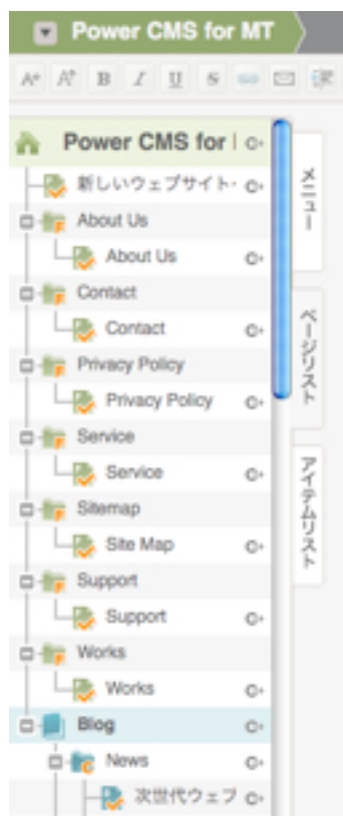 Power CMS for MT
A+ A B I U S
Power CMS for
新しいウェブサイト
About Us
About Us
Contact
Contact
Privacy Policy
Privacy Policy
Service
Service
Sitemap
Site Map
Support
Support
Works
Works
Blog
News
次世代ウェブ
メニュー
ページリスト
アイテムリスト